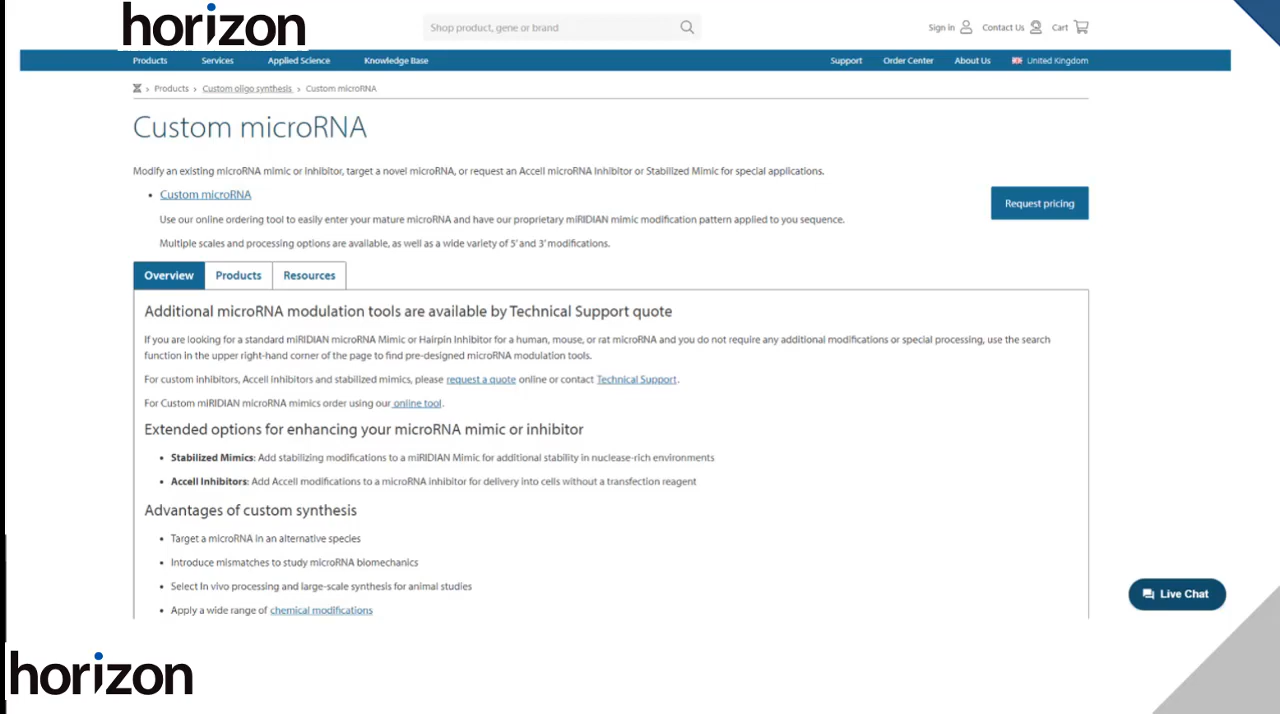 horizon
Shop product, gene or brand
Sign in Contact Us Cart
Products Services Applied Science Knowledge Base Support Order Center About Us United Kingdom
> Products > Custom oligo synthesis > Custom microRNA
Custom microRNA
Modify an existing microRNA mimic or inhibitor, target a novel microRNA, or request an Accell microRNA Inhibitor or Stabilized Mimic for special applications.
• Custom microRNA
Request pricing
Use our online ordering tool to easily enter your mature microRNA and have our proprietary miRIDIAN mimic modification pattern applied to you sequence.
Multiple scales and processing options are available, as well as a wide variety of 5' and 3' modifications.
Overview Products Resources
Additional microRNA modulation tools are available by Technical Support quote
If you are looking for a standard miRIDIAN microRNA Mimic or Hairpin Inhibitor for a human, mouse, or rat microRNA and you do not require any additional modifications or special processing, use the search
function in the upper right-hand corner of the page to find pre-designed microRNA modulation tools.
For custom inhibitors, Accell inhibitors and stabilized mimics, please request a quote online or contact Technical Support.
For Custom miRIDIAN microRNA mimics order using our online tool.
Extended options for enhancing your microRNA mimic or inhibitor
• Stabilized Mimics: Add stabilizing modifications to a miRIDIAN Mimic for additional stability in nuclease-rich environments
• Accell Inhibitors: Add Accell modifications to a microRNA inhibitor for delivery into cells without a transfection reagent
Advantages of custom synthesis
• Target a microRNA in an alternative species
• Introduce mismatches to study microRNA biomechanics
• Select In vivo processing and large-scale synthesis for animal studies
• Apply a wide range of chemical modifications
Live Chat
horizon